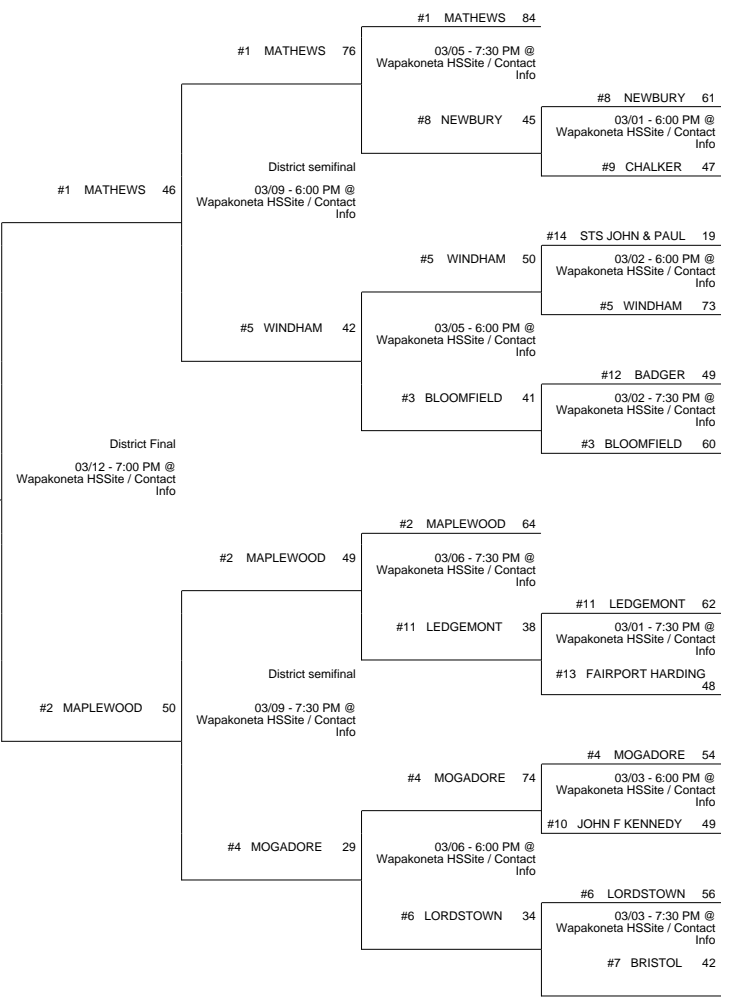 #1 MATHEWS 84
#1 MATHEWS 76
03/05 - 7:30 PM @
Wapakoneta HSSite / Contact
Info
#8 NEWBURY 61
#8 NEWBURY 45
03/01 - 6:00 PM @
Wapakoneta HSSite / Contact
Info
#9 CHALKER 47
District semifinal
#1 MATHEWS 46
03/09 - 6:00 PM @
Wapakoneta HSSite / Contact
Info
#14 STS JOHN & PAUL 19
#5 WINDHAM 50
03/02 - 6:00 PM @
Wapakoneta HSSite / Contact
Info
#5 WINDHAM 73
#5 WINDHAM 42
03/05 - 6:00 PM @
Wapakoneta HSSite / Contact
Info
#12 BADGER 49
#3 BLOOMFIELD 41
03/02 - 7:30 PM @
Wapakoneta HSSite / Contact
Info
#3 BLOOMFIELD 60
District Final
03/12 - 7:00 PM @
Wapakoneta HSSite / Contact
Info
#2 MAPLEWOOD 64
#2 MAPLEWOOD 49
03/06 - 7:30 PM @
Wapakoneta HSSite / Contact
Info
#11 LEDGEMONT 62
#11 LEDGEMONT 38
03/01 - 7:30 PM @
Wapakoneta HSSite / Contact
Info
#13 FAIRPORT HARDING
48
District semifinal
#2 MAPLEWOOD 50
03/09 - 7:30 PM @
Wapakoneta HSSite / Contact
Info
#4 MOGADORE 54
#4 MOGADORE 74
03/03 - 6:00 PM @
Wapakoneta HSSite / Contact
Info
#10 JOHN F KENNEDY 49
#4 MOGADORE 29
03/06 - 6:00 PM @
Wapakoneta HSSite / Contact
Info
#6 LORDSTOWN 56
#6 LORDSTOWN 34
03/03 - 7:30 PM @
Wapakoneta HSSite / Contact
Info
#7 BRISTOL 42